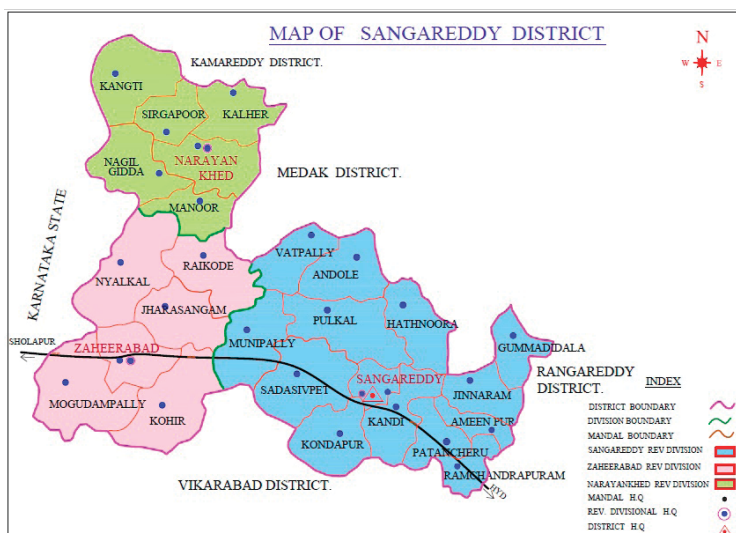 MAP OF SANGAREDDY DISTRICT
N
W
E
S
KAMAREDDY DISTRICT.
KANGTI
SIRGAPOOR
KALHER
NAGIL
GIDDA
NARAYAN
KHED
MANOOR
MEDAK DISTRICT.
KARNATAKA STATE
VATPALLY
ANDOLE
RAIKODE
NYALKAL
JHARASANGAM
PULKAL
HATHNOORA
MUNIPALLY
GUMMADIDALA
SHOLAPUR
ZAHEERABAD
RANGAREDDY
DISTRICT.
SANGAREDDY
SADASIVPET
JINNARAM
MOGUDAMPALLY
KOHIR
KANDI
AMEEN PUR
KONDAPUR
PATANCHERU
RAMCHANDRAPURAM
VIKARABAD DISTRICT.
HYD
INDEX
DISTRICT BOUNDARY
DIVISION BOUNDARY
MANDAL BOUNDARY
SANGAREDDY REV DIVISION
ZAHEERABAD REV DIVISION
NARAYANKHED REV DIVISION
MANDAL H.Q
REV. DIVISIONAL H.Q
DISTRICT H.Q